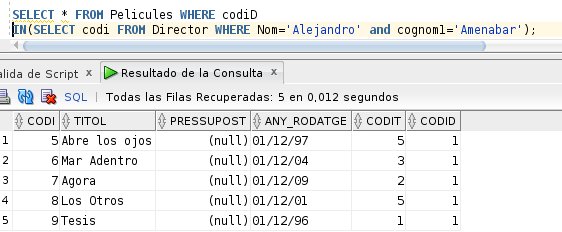 SELECT * FROM Pelicules WHERE codiD
IN(SELECT codi FROM Director WHERE Nom='Alejandro' and cognom1='Amenabar');
alida de Script x Resultado de la Consulta x
SQL | Todas las Filas Recuperadas: 5 en 0,012 segundos
CODI TITOL PRESSUPOST ANY_RODATGE CODIT CODID
1 5 Abre los ojos (null) 01/12/97 5 1
2 6 Mar Adentro (null) 01/12/04 3 1
3 7 Agora (null) 01/12/09 2 1
4 8 Los Otros (null) 01/12/01 5 1
5 9 Tesis (null) 01/12/96 1 1